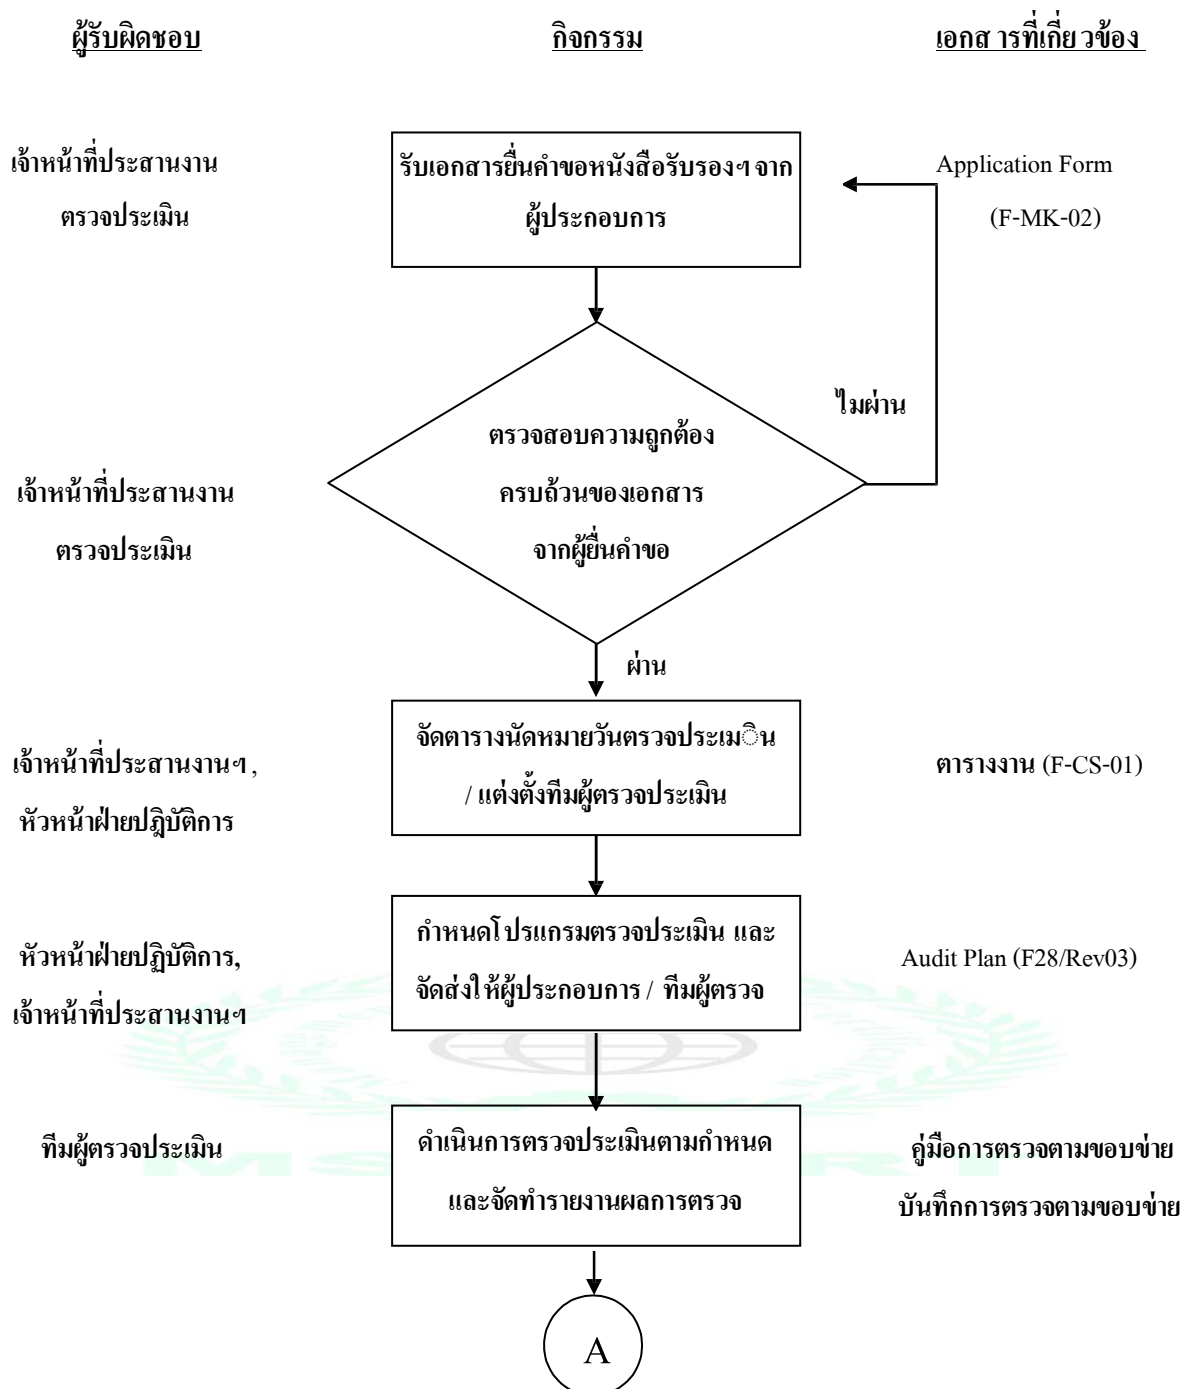 ผู้รับผิดชอบ กิจกรรม เอกสารที่เกี่ยวข้อง
เจ้าหน้าที่ประสานงาน
ตรวจประเมิน
รับเอกสารยื่นคำขอหนังสือรับรองฯ จาก
ผู้ประกอบการ
Application Form
(F-MK-02)
ไม่ผ่าน
เจ้าหน้าที่ประสานงาน
ตรวจประเมิน
ตรวจสอบความถูกต้อง
ครบถ้วนของเอกสาร
จากผู้ยื่นคำขอ
ผ่าน
เจ้าหน้าที่ประสานงานฯ ,
หัวหน้าฝ่ายปฏิบัติการ
จัดตารางนัดหมายวันตรวจประเมิน
/ แต่งตั้งทีมผู้ตรวจประเมิน
ตารางงาน (F-CS-01)
หัวหน้าฝ่ายปฏิบัติการ,
เจ้าหน้าที่ประสานงานฯ
กำหนดโปรแกรมตรวจประเมิน และ
จัดส่งให้ผู้ประกอบการ / ทีมผู้ตรวจ
Audit Plan (F28/Rev03)
ทีมผู้ตรวจประเมิน
ดำเนินการตรวจประเมินตามกำหนด
และจัดทำรายงานผลการตรวจ
คู่มือการตรวจตามขอบข่าย
บันทึกการตรวจตามขอบข่าย
A